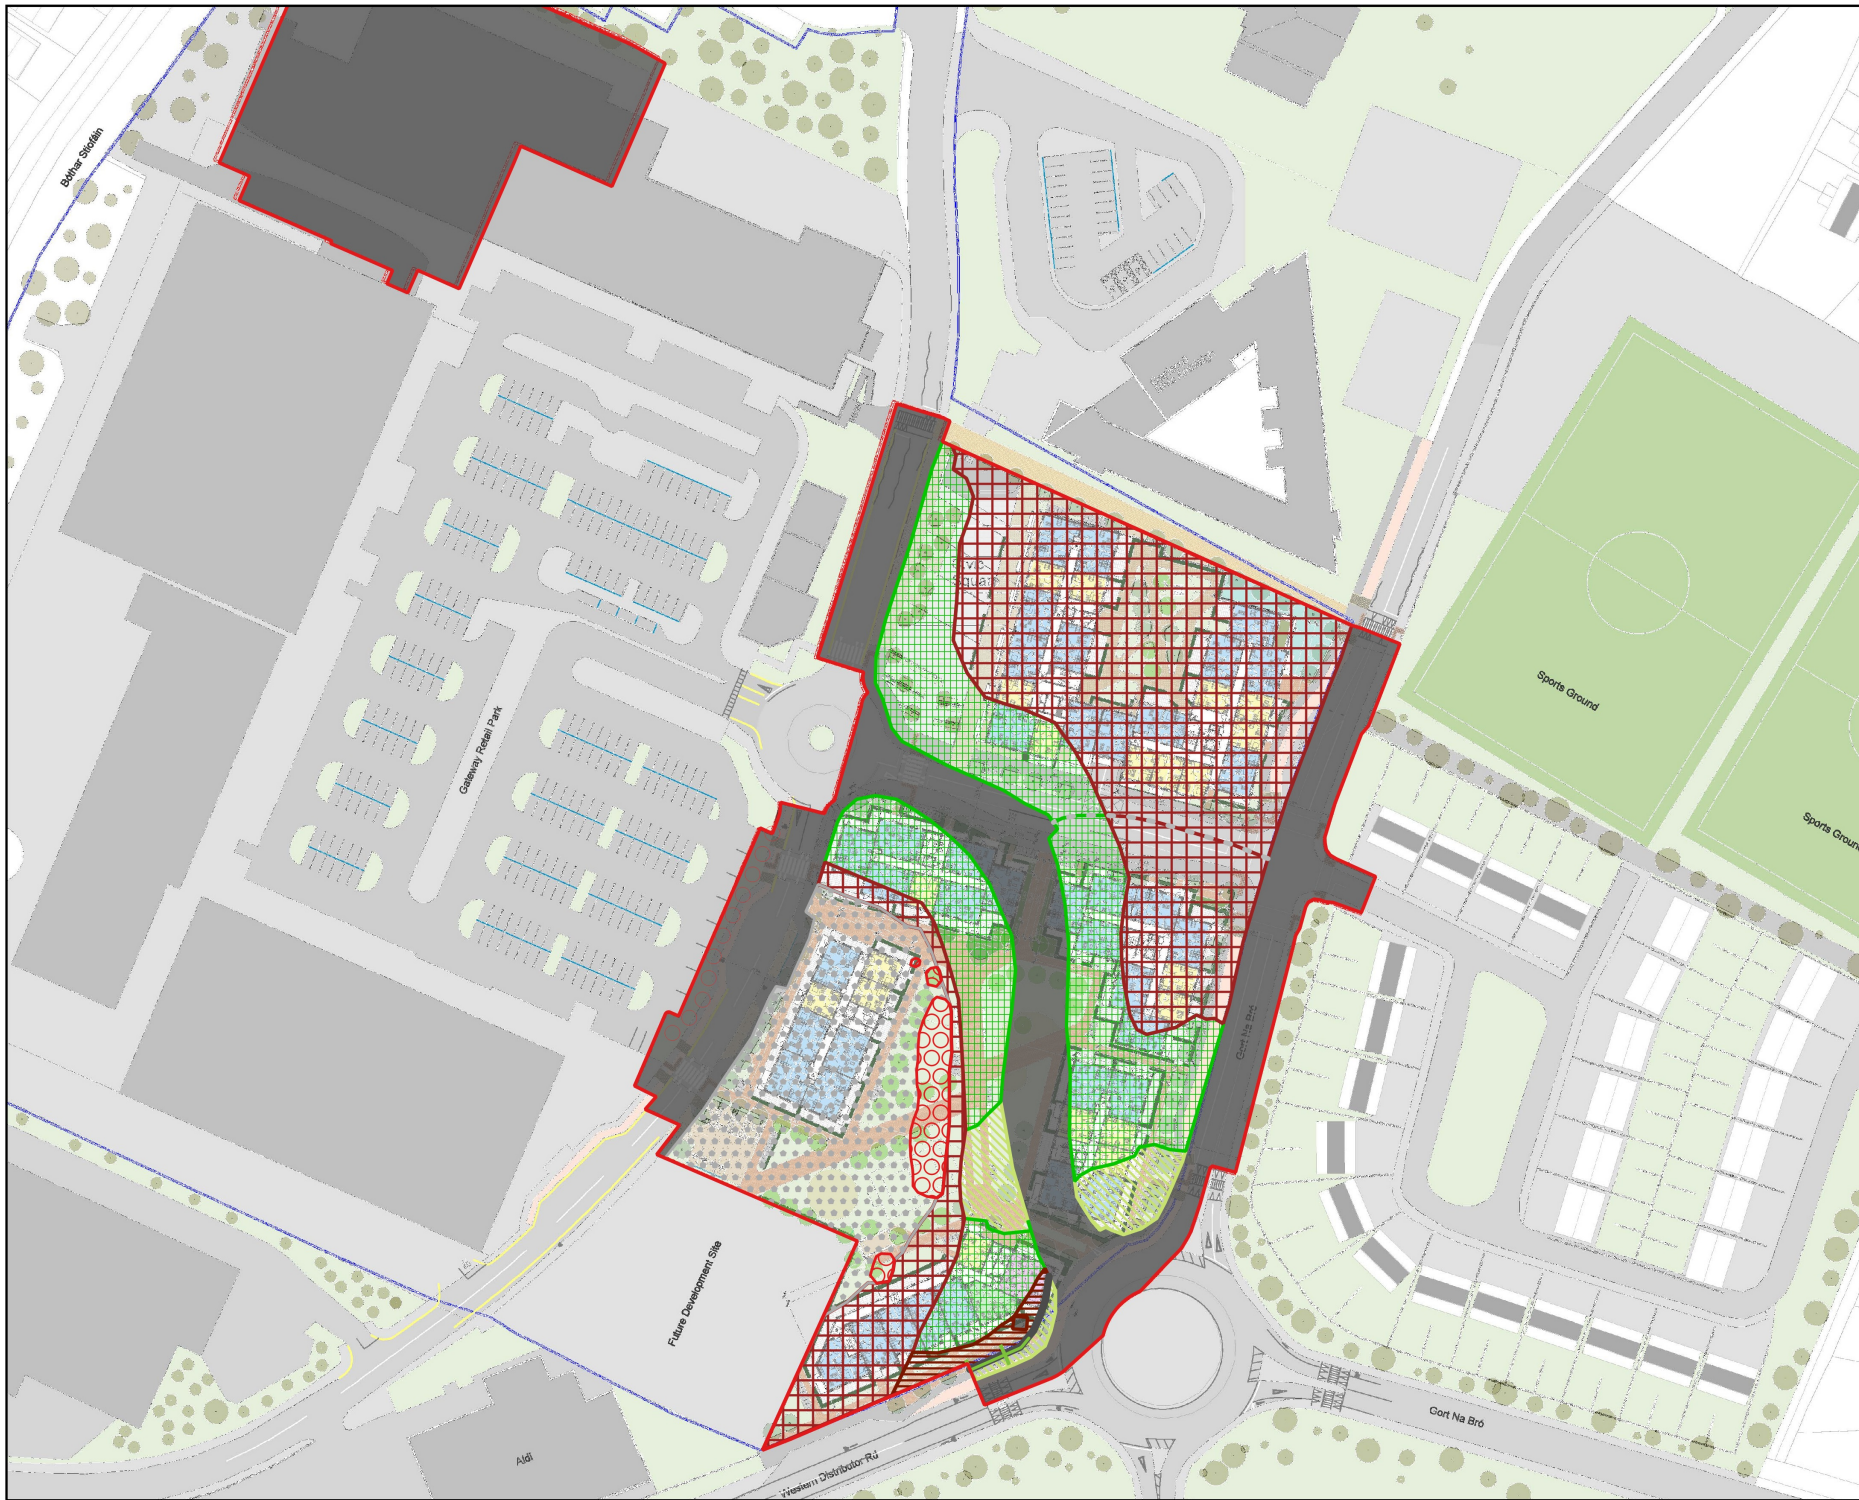 Bóthar Stiofáin
Sports Ground
Gateway Retail Park
Sports Ground
Gort Na Bró
Future Development Site
Gort Na Bró
Aldi
Western Distributor Rd